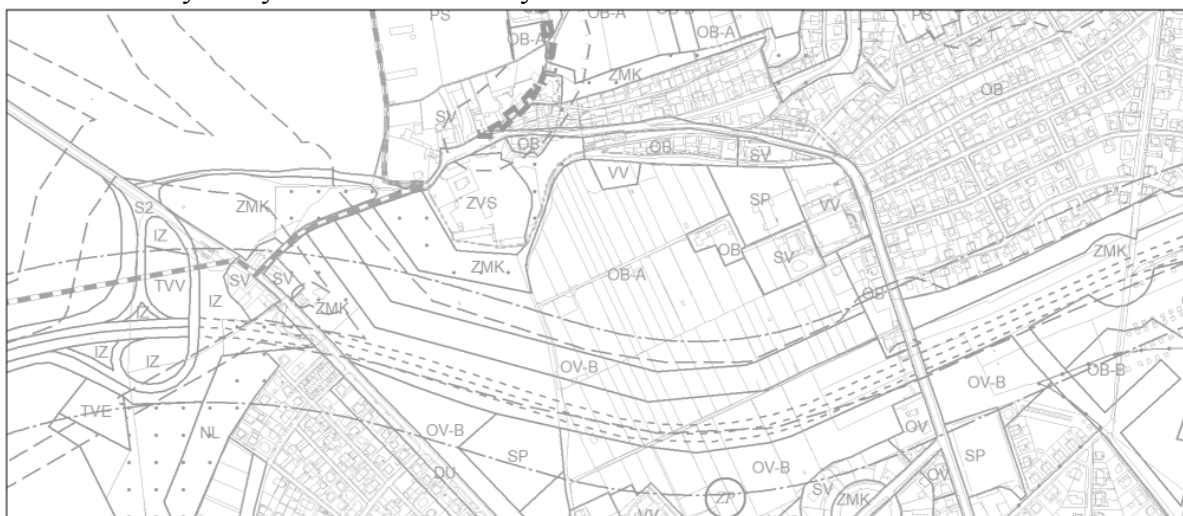 PS
OB-A
OB-A
OB-B
OB-A
PS
ZMK
OB
SV
OB
OB
SV
VV
ZVS
SP
VV
S2
ZMK
IZ
ZMK
OB
SV
ZMK
OB-A
SV
SV
TVV
IZ
OB
IZ
ZMK
IZ
IZ
OV-B
OV-B
OB-B
TVE
NL
OV-B
OV
SP
SP
DU
OV-B
SV
OV
ZP
ZMK
VV